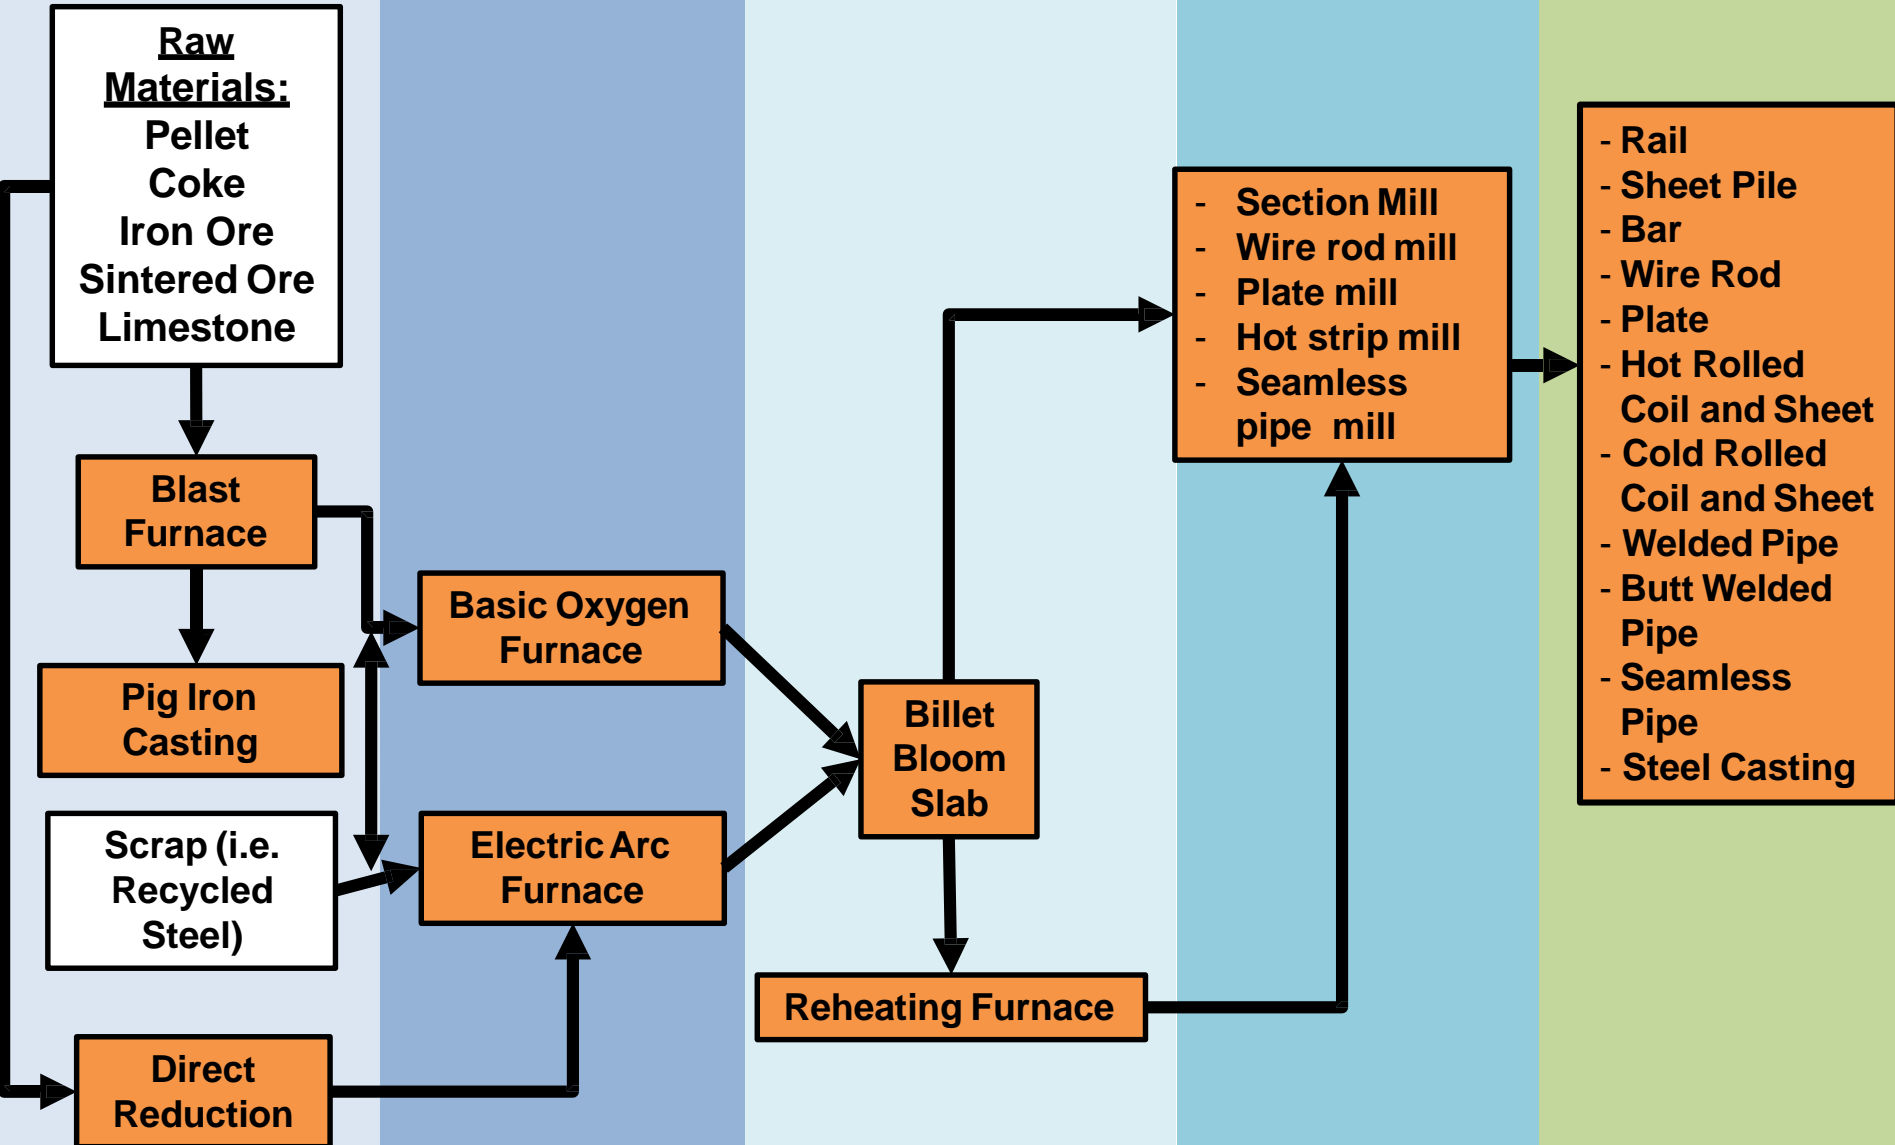 Raw
Materials:
Pellet
Coke
Iron Ore
Sintered Ore
Limestone
Blast
Furnace
Pig Iron
Casting
Scrap (i.e.
Recycled
Steel)
Direct
Reduction
Basic Oxygen
Furnace
Electric Arc
Furnace
Billet
Bloom
Slab
Reheating Furnace
- Section Mill
- Wire rod mill
- Plate mill
- Hot strip mill
- Seamless
pipe mill
- Rail
- Sheet Pile
- Bar
- Wire Rod
- Plate
- Hot Rolled
Coil and Sheet
- Cold Rolled
Coil and Sheet
- Welded Pipe
- Butt Welded
Pipe
- Seamless
Pipe
- Steel Casting